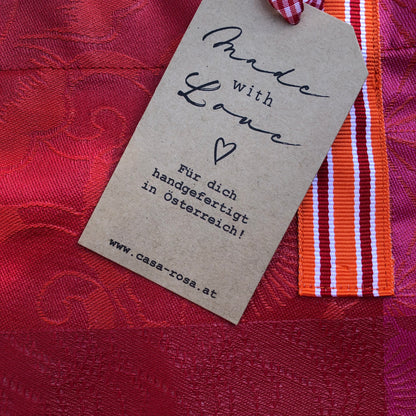 Made
with
Love
♡
Für dich
handgefertigt
in Österreich!
www.casa-rosa.at